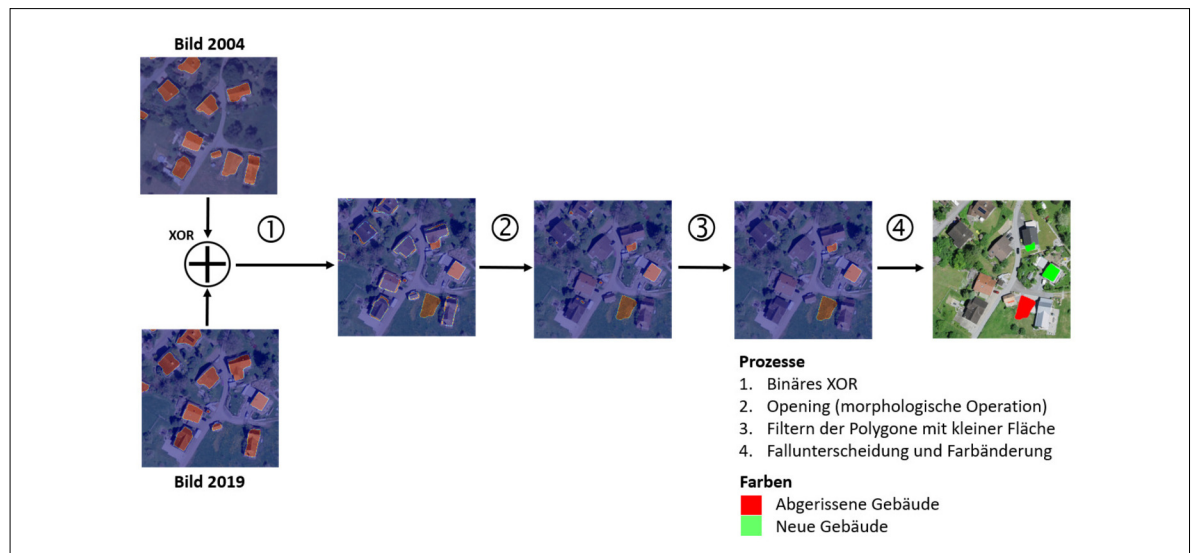 Bild 2004
XOR
①
②
③
④
Bild 2019
Prozesse
1. Binäres XOR
2. Opening (morphologische Operation)
3. Filtern der Polygone mit kleiner Fläche
4. Fallunterscheidung und Farbänderung
Farben
Abgerissene Gebäude
Neue Gebäude